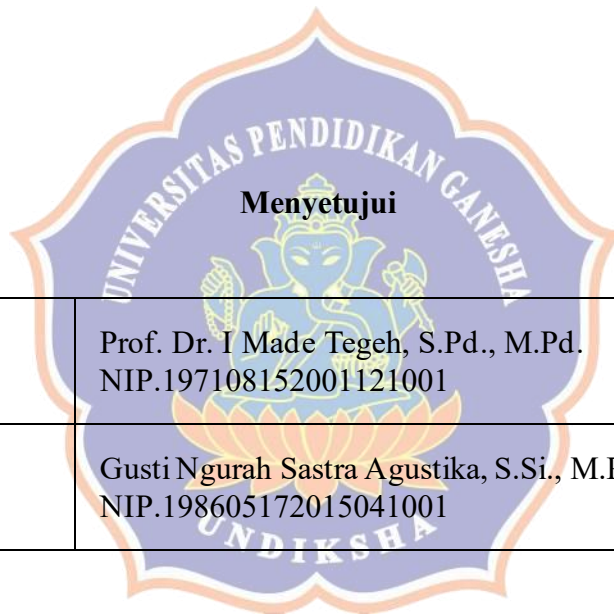 UNIVERSITAS PENDIDIKAN GANESHA
Menyetujui
Prof. Dr. I Made Tegeh, S.Pd., M.Pd.
NIP.197108152001121001
Gusti Ngurah Sastra Agustika, S.Si.,
NIP.198605172015041001
UNDIKSHA